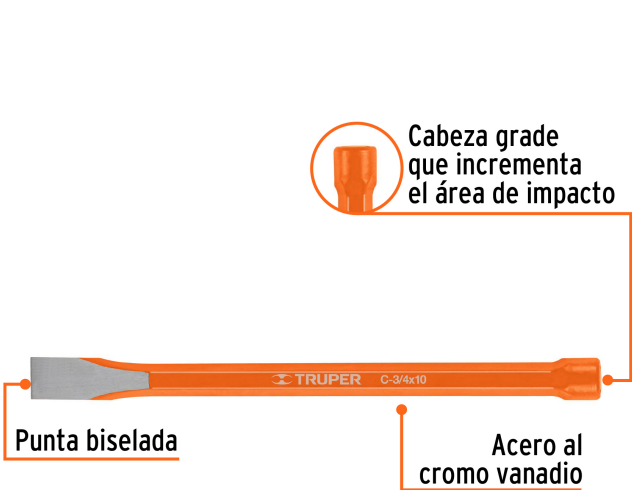 Cabeza grade
que incrementa
el área de impacto
TRUPER C-3/4x10
Punta biselada
Acero al
cromo vanadio